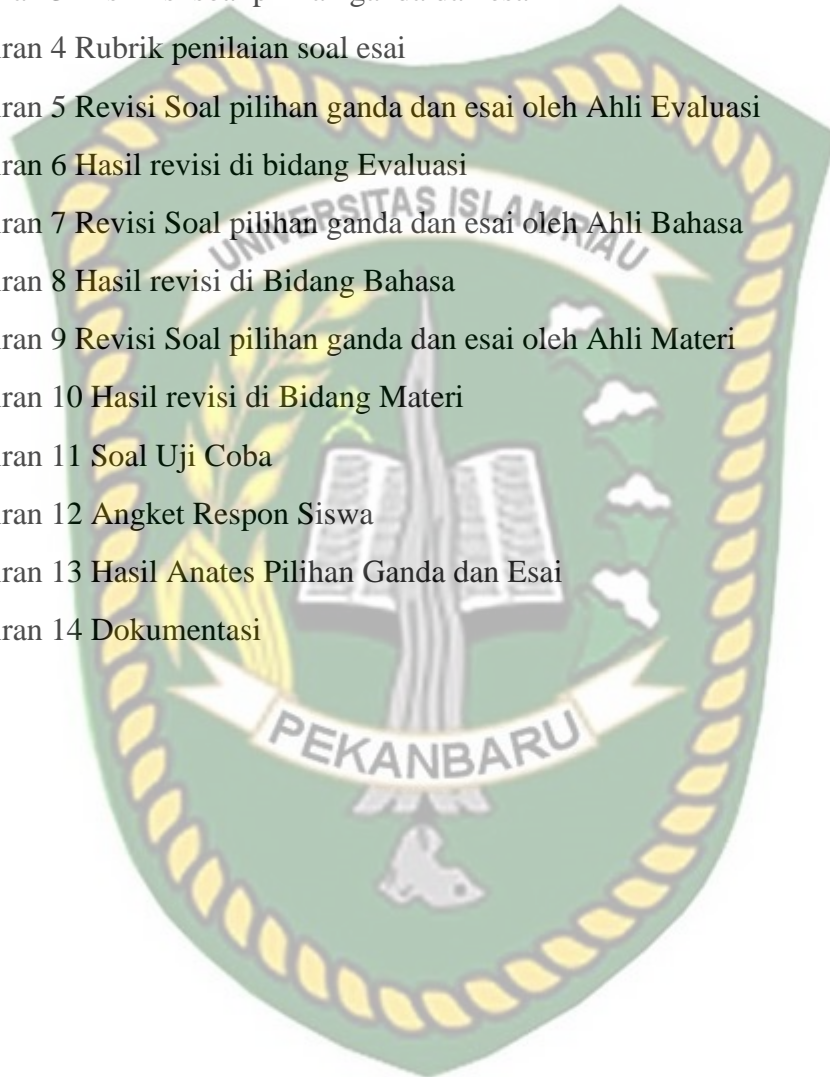 ran 4 Rubrik penilaian soal esai
ran 5 Revisi Soal pilihan ganda dan esai oleh Ahli Evaluasi
ran 6 Hasil revisi di bidang Evaluasi
UNIVERSITAS ISLAM RIAU
ran 7 Revisi Soal pilihan ganda dan esai oleh Ahli Bahasa
ran 8 Hasil revisi di Bidang Bahasa
ran 9 Revisi Soal pilihan ganda dan esai oleh Ahli Materi
ran 10 Hasil revisi di Bidang Materi
ran 11 Soal Uji Coba
ran 12 Angket Respon Siswa
ran 13 Hasil Anates Pilihan Ganda dan Esai
ran 14 Dokumentasi
PEKANBARU